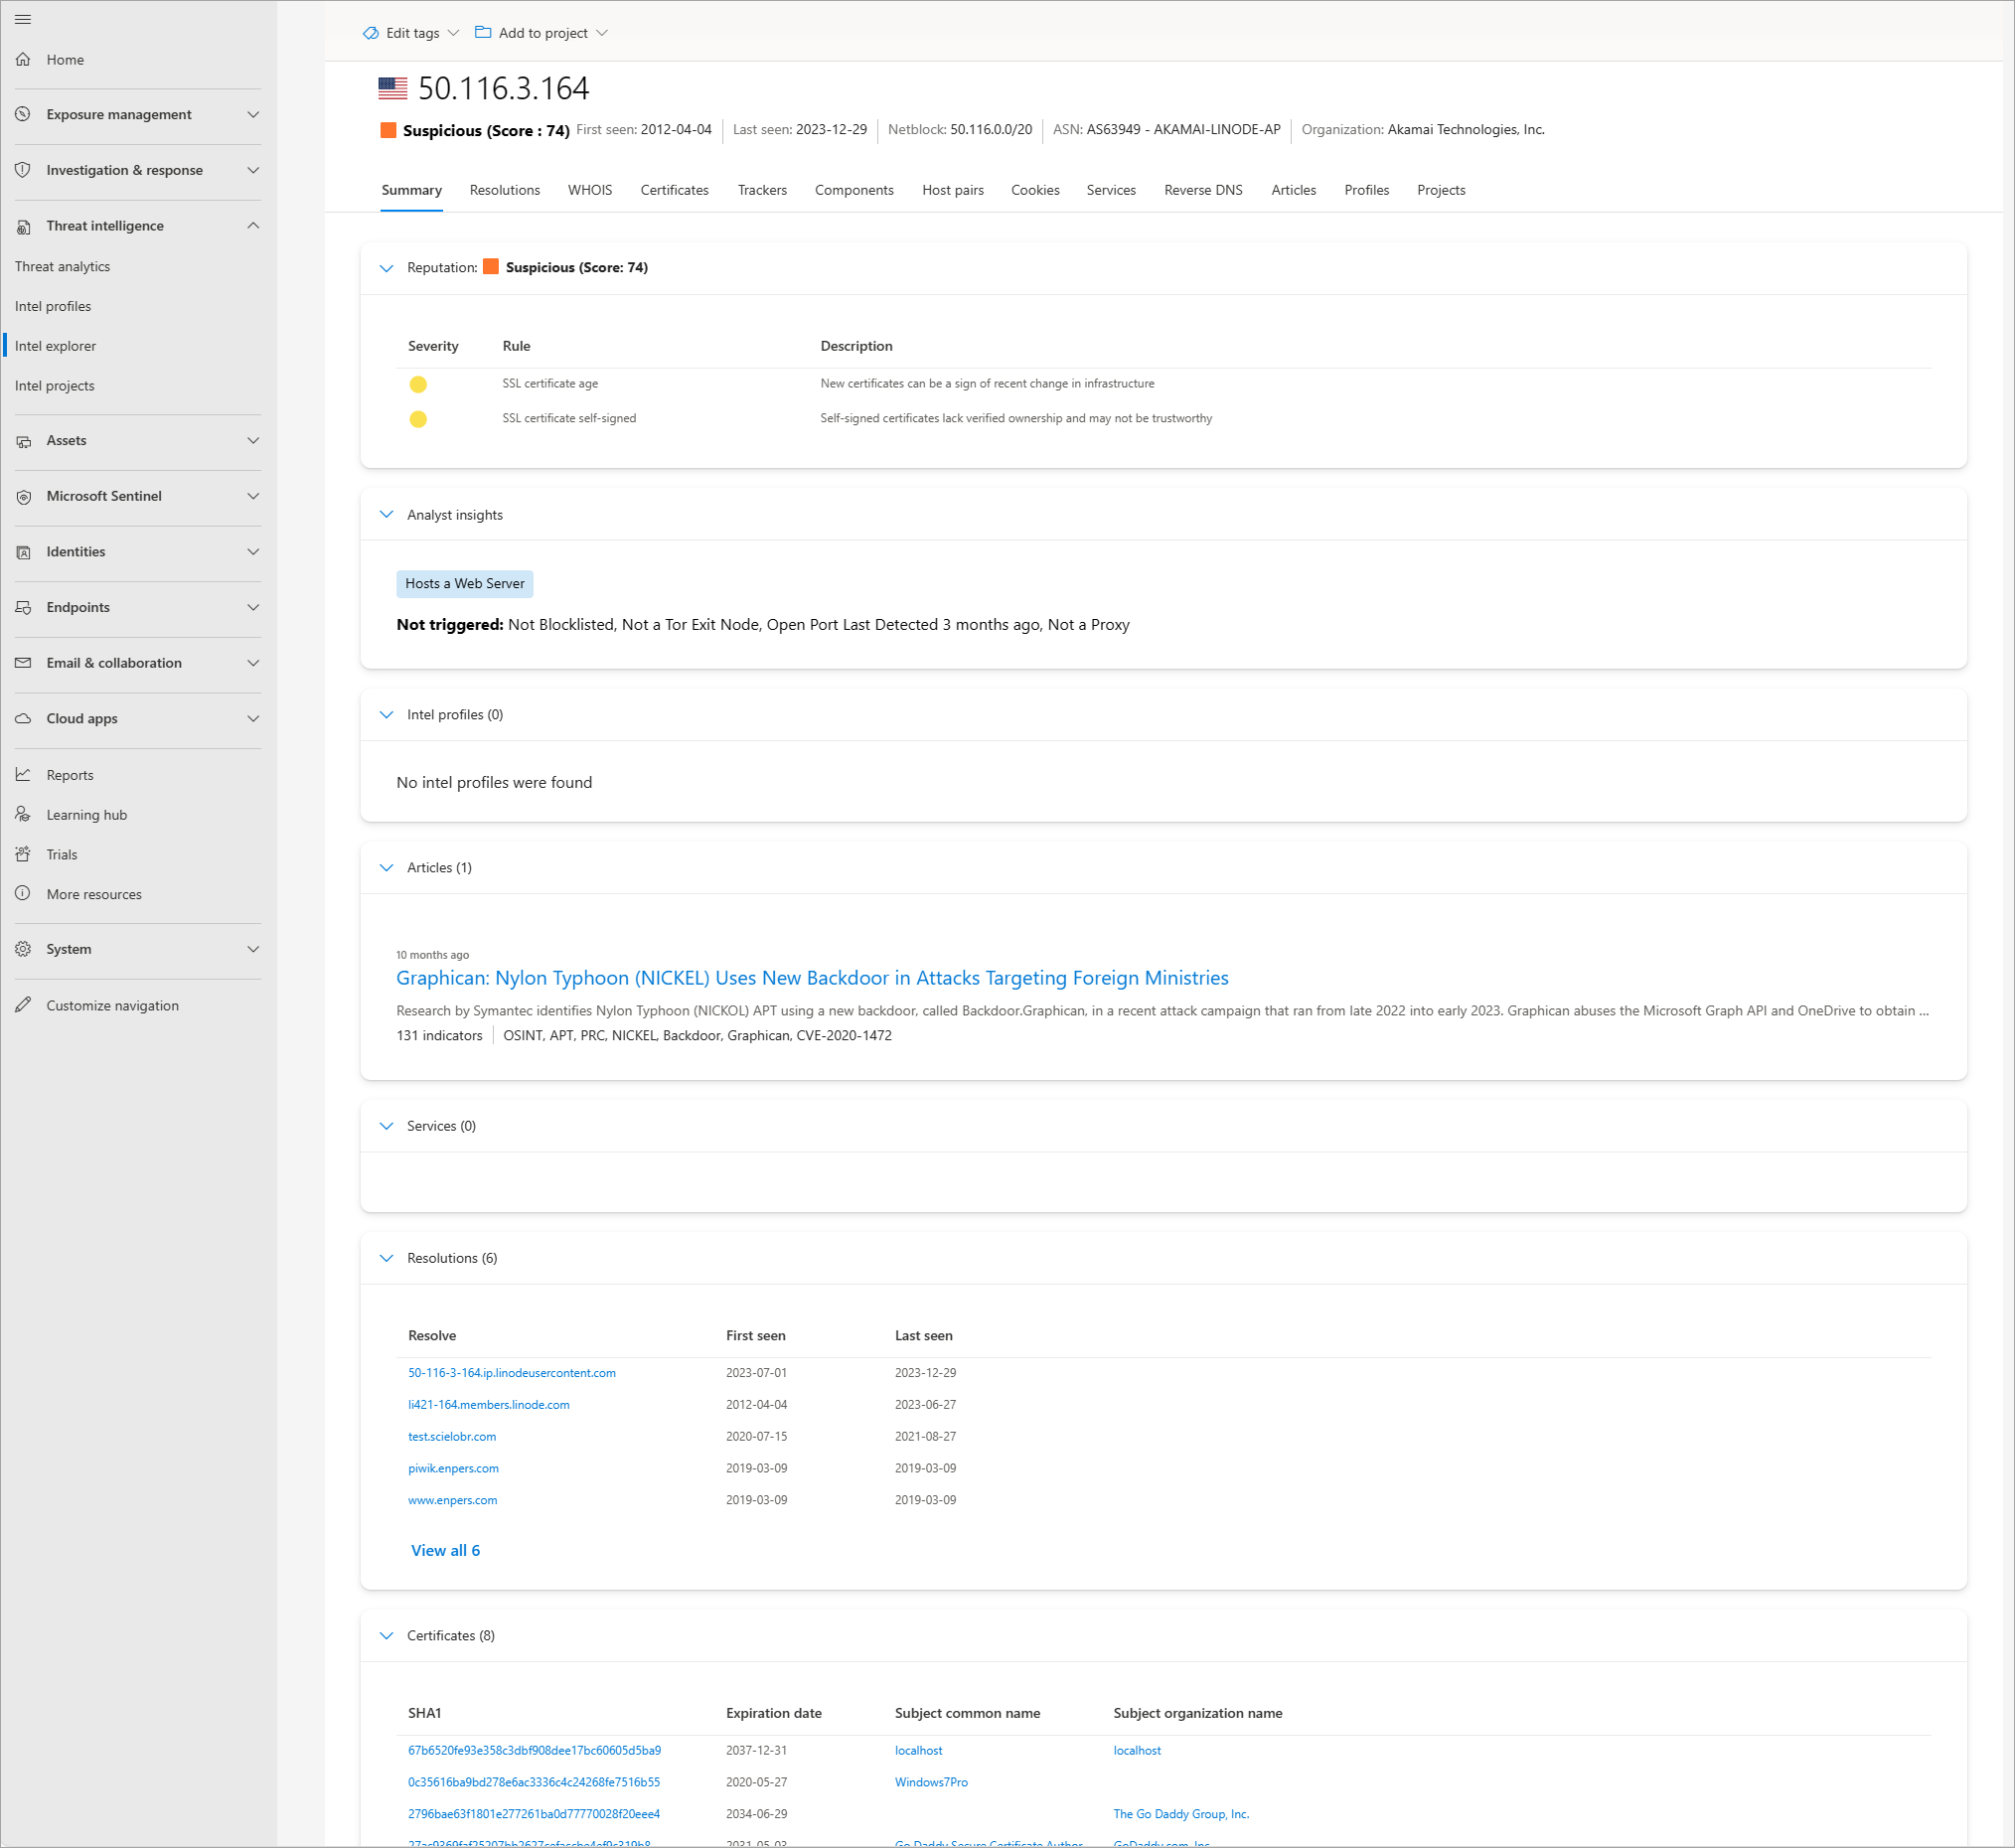 Home
Exposure management
Investigation & response
Threat intelligence
Threat analytics
Intel profiles
Intel explorer
Intel projects
Assets
Microsoft Sentinel
Identities
Endpoints
Email & collaboration
Cloud apps
Reports
Learning hub
Trials
More resources
System
Customize navigation
Edit tags Add to project
50.116.3.164
Suspicious (Score : 74) First seen: 2012-04-04 Last seen: 2023-12-29 Netblock: 50.116.0.0/20 ASN: AS63949 - AKAMAI-LINODE-AP Organization: Akamai Technologies, Inc.
Summary Resolutions WHOIS Certificates Trackers Components Host pairs Cookies Services Reverse DNS Articles Profiles Projects
Reputation: Suspicious (Score: 74)
Severity Rule Description
SSL certificate age New certificates can be a sign of recent change in infrastructure
SSL certificate self-signed Self-signed certificates lack verified ownership and may not be trustworthy
Analyst insights
Hosts a Web Server
Not triggered: Not Blocklisted, Not a Tor Exit Node, Open Port Last Detected 3 months ago, Not a Proxy
Intel profiles (0)
No intel profiles were found
Articles (1)
10 months ago
Graphican: Nylon Typhoon (NICKEL) Uses New Backdoor in Attacks Targeting Foreign Ministries
Research by Symantec identifies Nylon Typhoon (NICKOL) APT using a new backdoor, called Backdoor.Graphican, in a recent attack campaign that ran from late 2022 into early 2023. Graphican abuses the Microsoft Graph API and OneDrive to obtain ...
131 indicators OSINT, APT, PRC, NICKEL, Backdoor, Graphican, CVE-2020-1472
Services (0)
Resolutions (6)
Resolve First seen Last seen
50-116-3-164.ip.linodeusercontent.com 2023-07-01 2023-12-29
li421-164.members.linode.com 2012-04-04 2023-06-27
test.scielobr.com 2020-07-15 2021-08-27
piwik.enpers.com 2019-03-09 2019-03-09
www.enpers.com 2019-03-09 2019-03-09
View all 6
Certificates (8)
SHA1 Expiration date Subject common name Subject organization name
67b6520fe93e358c3dbf908dee17bc60605d5ba9 2037-12-31 localhost localhost
0c35616ba9bd278e6ac3336c4c24268fe7516b55 2020-05-27 Windows7Pro
2796bae63f1801e277261ba0d77770028f20eee4 2034-06-29 The Go Daddy Group, Inc.
27ac9369faf25207bb2627cefaccbe4ef9c319b8 2031-05-03 Go Daddy Secure Certificate Author GoDaddy.com, Inc.